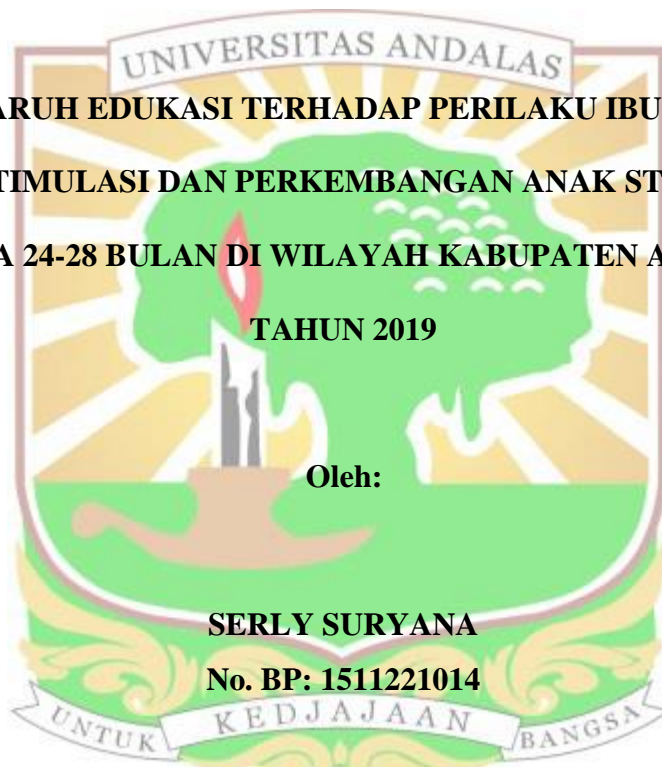 UNIVERSITAS ANDALAS
ARUH EDUKASI TERHADAP PERILAKU IBU
TIMULASI DAN PERKEMBANGAN ANAK ST
A 24-28 BULAN DI WILAYAH KABUPATEN A
TAHUN 2019
Oleh:
SERLY SURYANA
No. BP: 1511221014
UNTUK KEDJAJAAN BANGSA